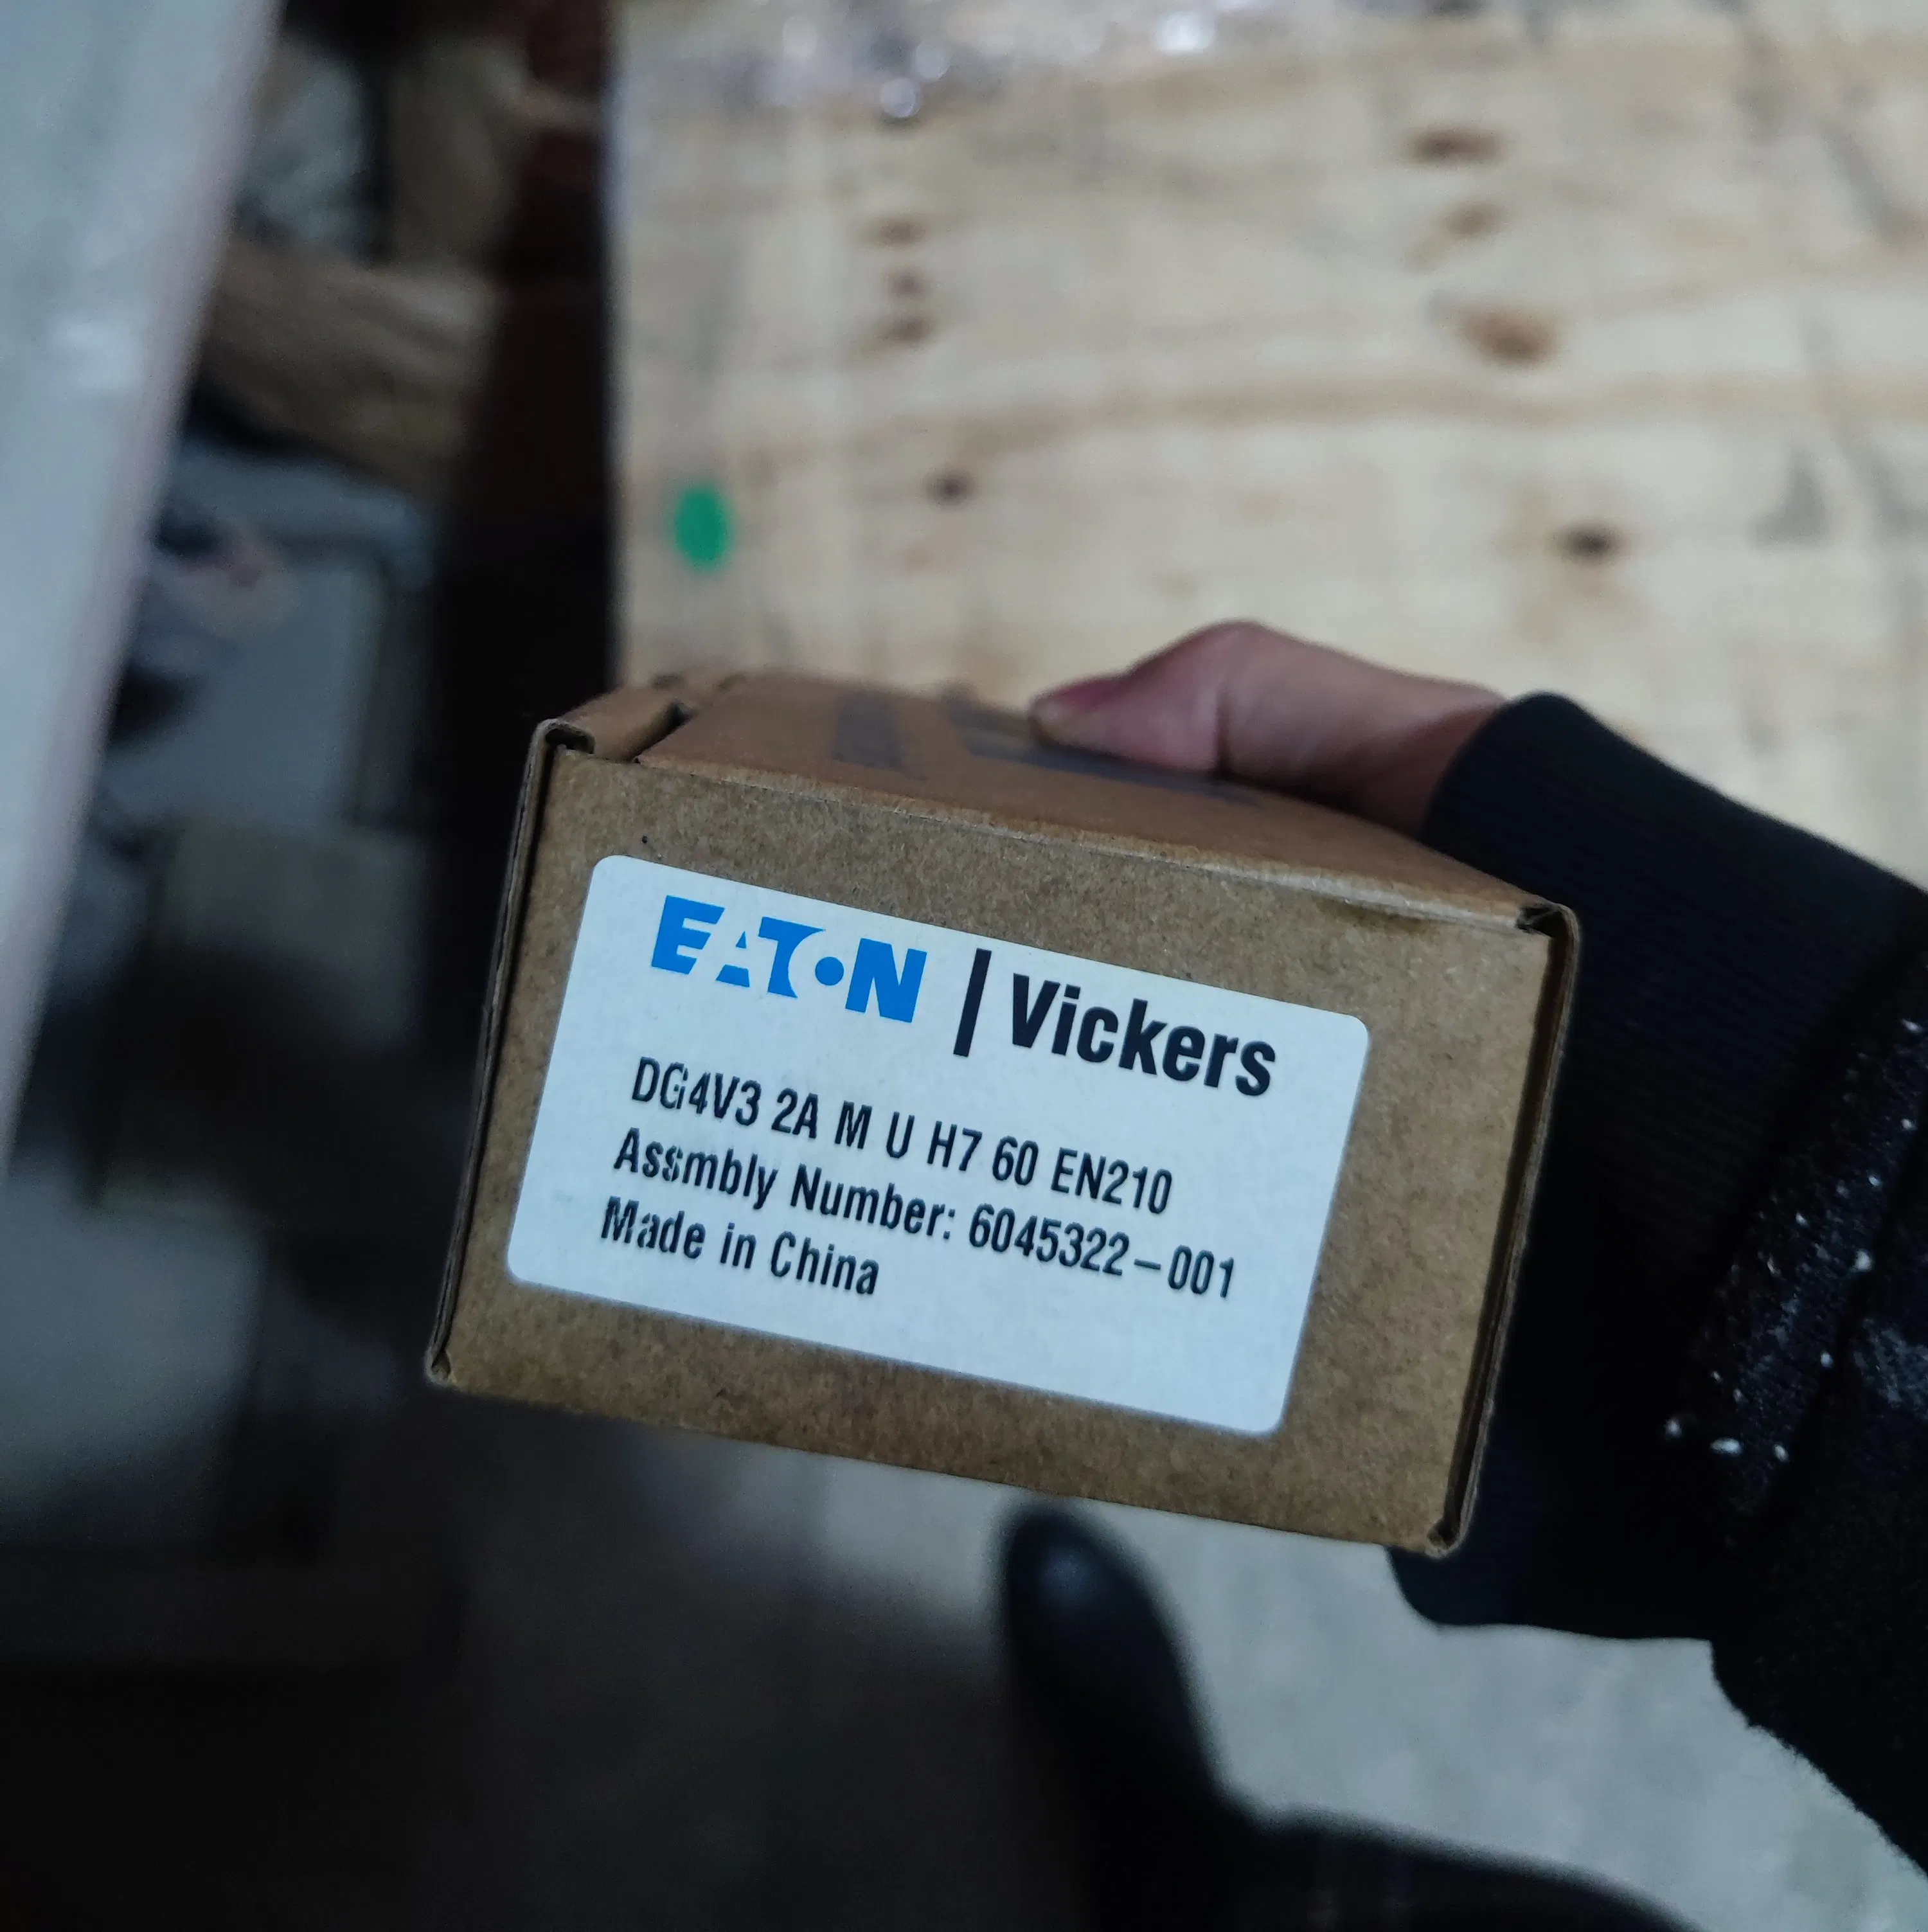 EATON | Vickers
DG4V3 2A M U H7 60 EN210
Assmbly Number: 6045322-001
Made in China